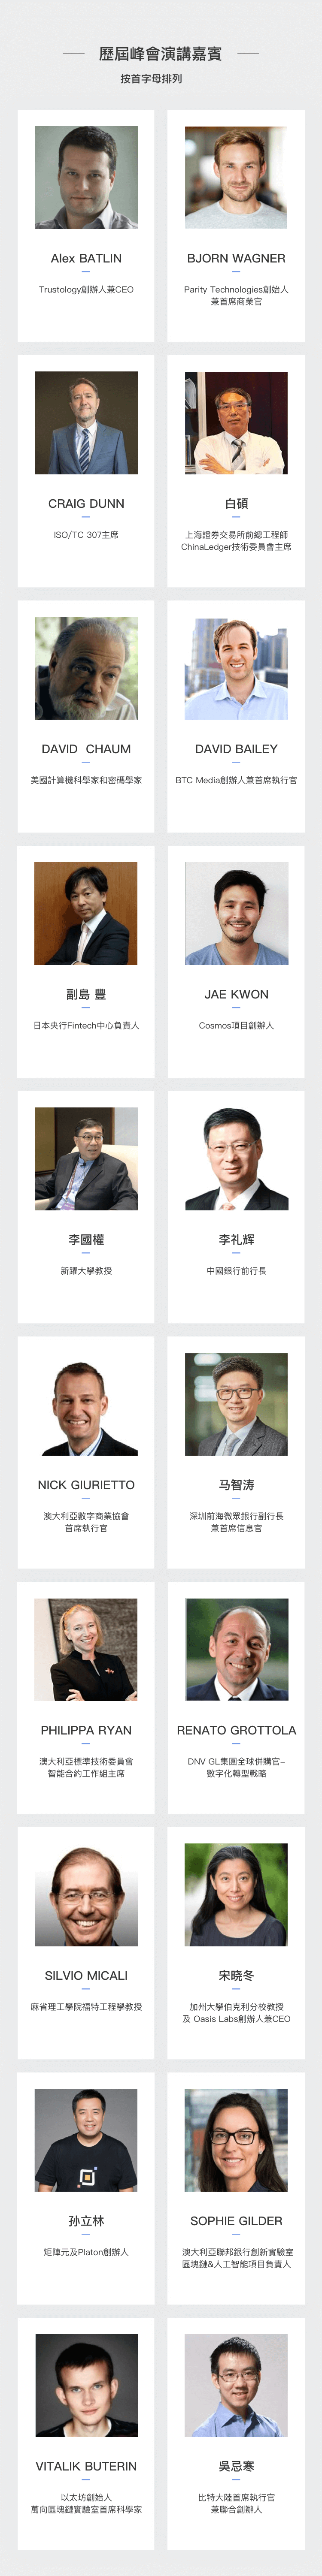 歷屆峰會演講嘉賓
按首字母排列
Alex BATLIN
Trustology創辦人兼CEO
BJORN WAGNER
Parity Technologies創始人
兼首席商業官
CRAIG DUNN
ISO/TC 307主席
白碩
上海證券交易所前總工程師
ChinaLedger技術委員會主席
DAVID CHAUM
美國計算機科學家和密碼學家
DAVID BAILEY
BTC Media創辦人兼首席執行官
副島 豐
日本央行Fintech中心負責人
JAE KWON
Cosmos項目創辦人
李國權
新躍大學教授
李礼辉
中國銀行前行長
NICK GIURIETTO
澳大利亞數字商業協會
首席執行官
马智涛
深圳前海微眾銀行副行長
兼首席信息官
PHILIPPA RYAN
澳大利亞標準技術委員會
智能合約工作組主席
RENATO GROTTOLA
DNV GL集團全球併購官-
數字化轉型戰略
SILVIO MICALI
麻省理工學院福特工程學教授
宋晓冬
加州大學伯克利分校教授
及 Oasis Labs創辦人兼CEO
孙立林
矩陣元及Platon創辦人
SOPHIE GILDER
澳大利亞聯邦銀行創新實驗室
區塊鏈&人工智能項目負責人
VITALIK BUTERIN
以太坊創始人
萬向區塊鏈實驗室首席科學家
吳忌寒
比特大陸首席執行官
兼聯合創辦人